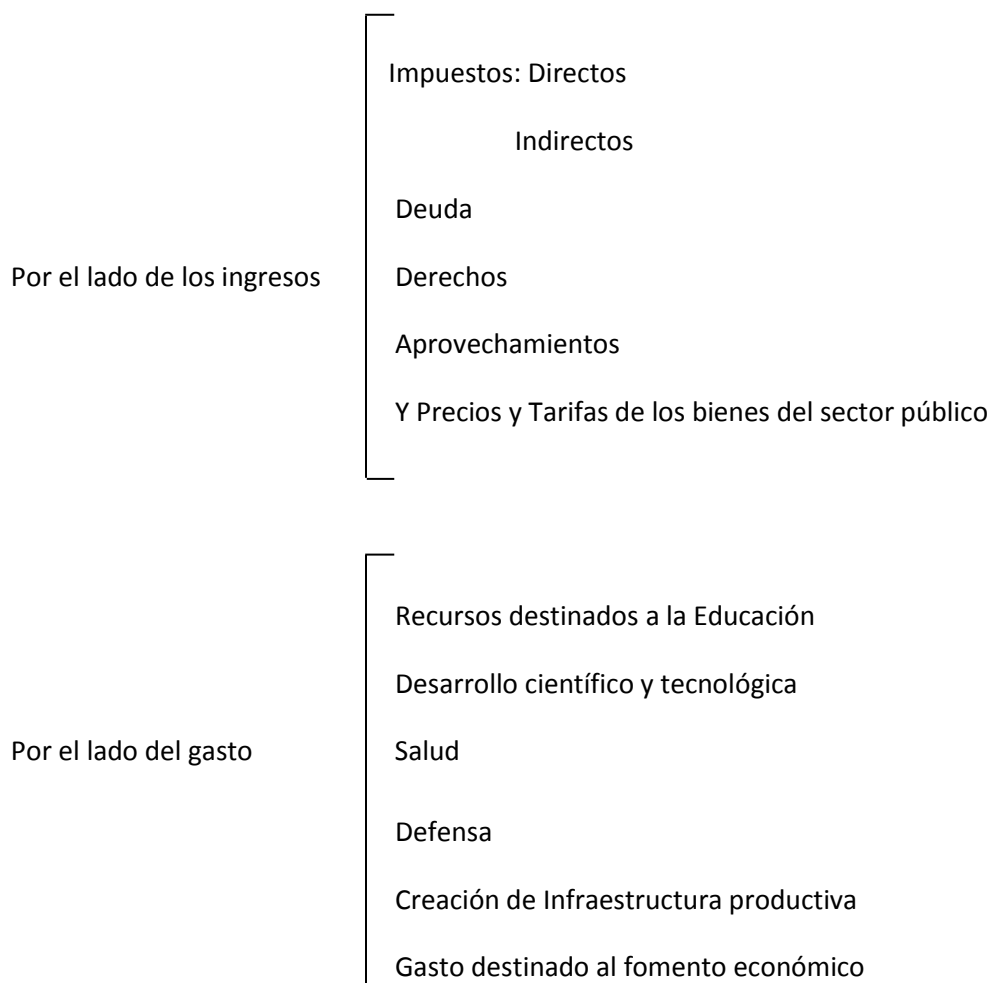 Impuestos: Directos
Indirectos
Deuda
Por el lado de los ingresos
Derechos
Aprovechamientos
Y Precios y Tarifas de los bienes del sector público
Recursos destinados a la Educación
Desarrollo científico y tecnológica
Por el lado del gasto
Salud
Defensa
Creación de Infraestructura productiva
Gasto destinado al fomento económico